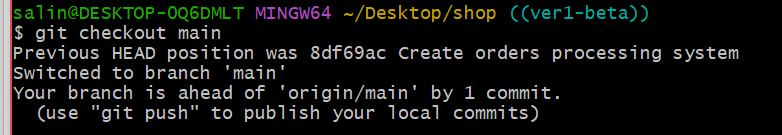 salin@DESKTOP-OQ6DMLT MINGW64 ~/Desktop/shop ((ver1-beta))
$ git checkout main
Previous HEAD position was 8df69ac Create orders processing system
Switched to branch 'main'
Your branch is ahead of 'origin/main' by 1 commit.
  (use "git push" to publish your local commits)